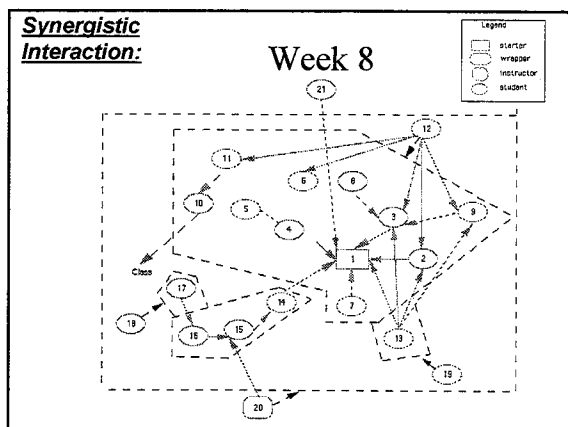 Synergistic
Interaction:
Week 8
Legend
starter
wrapper
instructor
student
21
12
11
6
8
10
5
3
9
4
1
2
Class
17
14
7
18
16
15
13
19
20